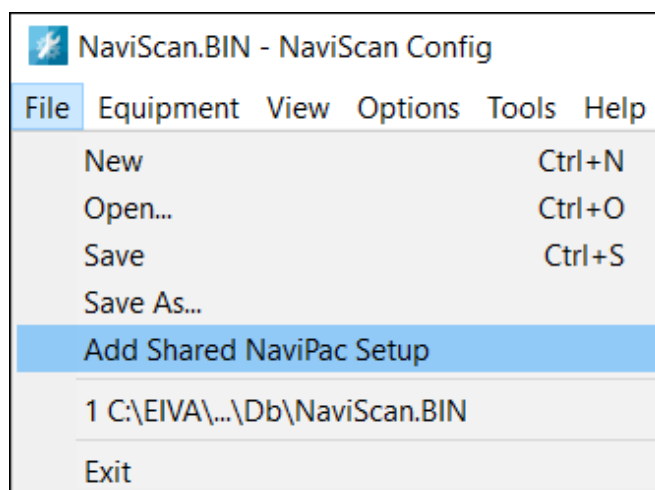 NaviScan.BIN - NaviScan Config
File Equipment View Options Tools Help
New Ctrl+N
Open... Ctrl+O
Save Ctrl+S
Save As...
Add Shared NaviPac Setup
1 C:\EIVA\...\Db\NaviScan.BIN
Exit